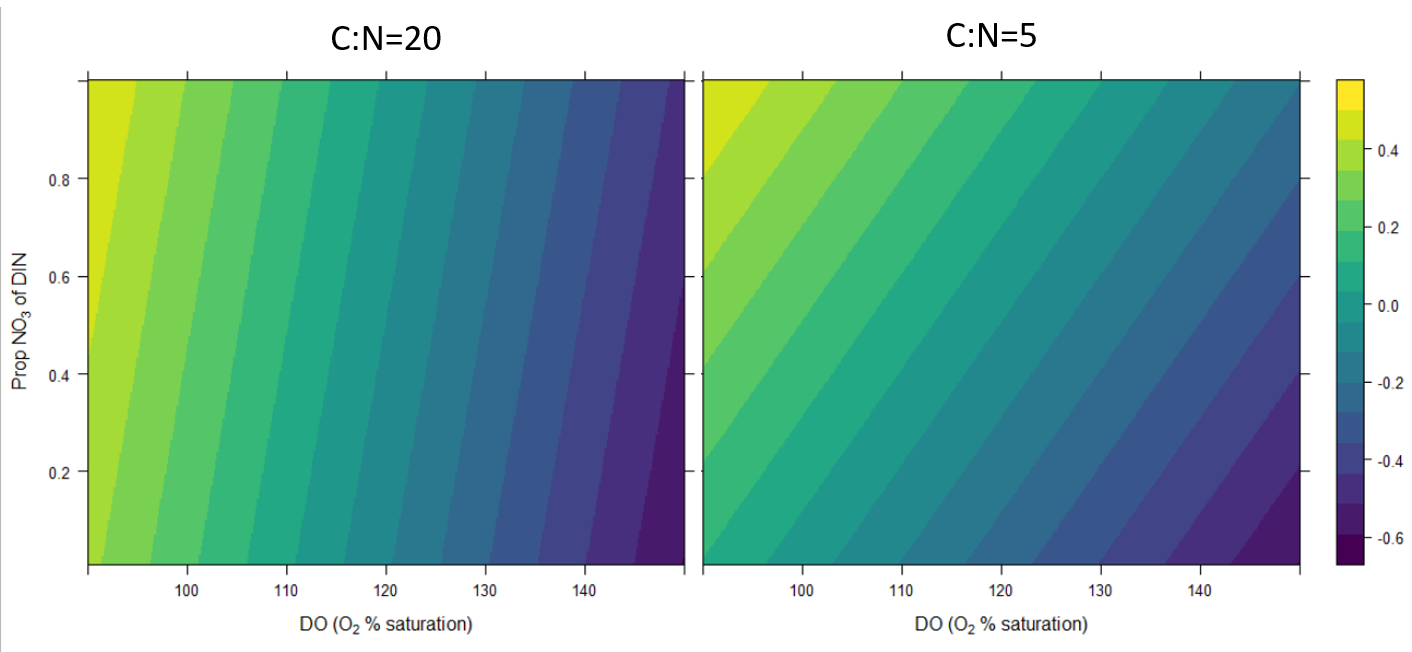 C:N=20
C:N=5
Prop NO₃ of DIN
0.8
0.6
0.4
0.2
100 110 120 130 140
DO (O₂ % saturation)
100 110 120 130 140
DO (O₂ % saturation)
0.4
0.2
0.0
-0.2
-0.4
-0.6